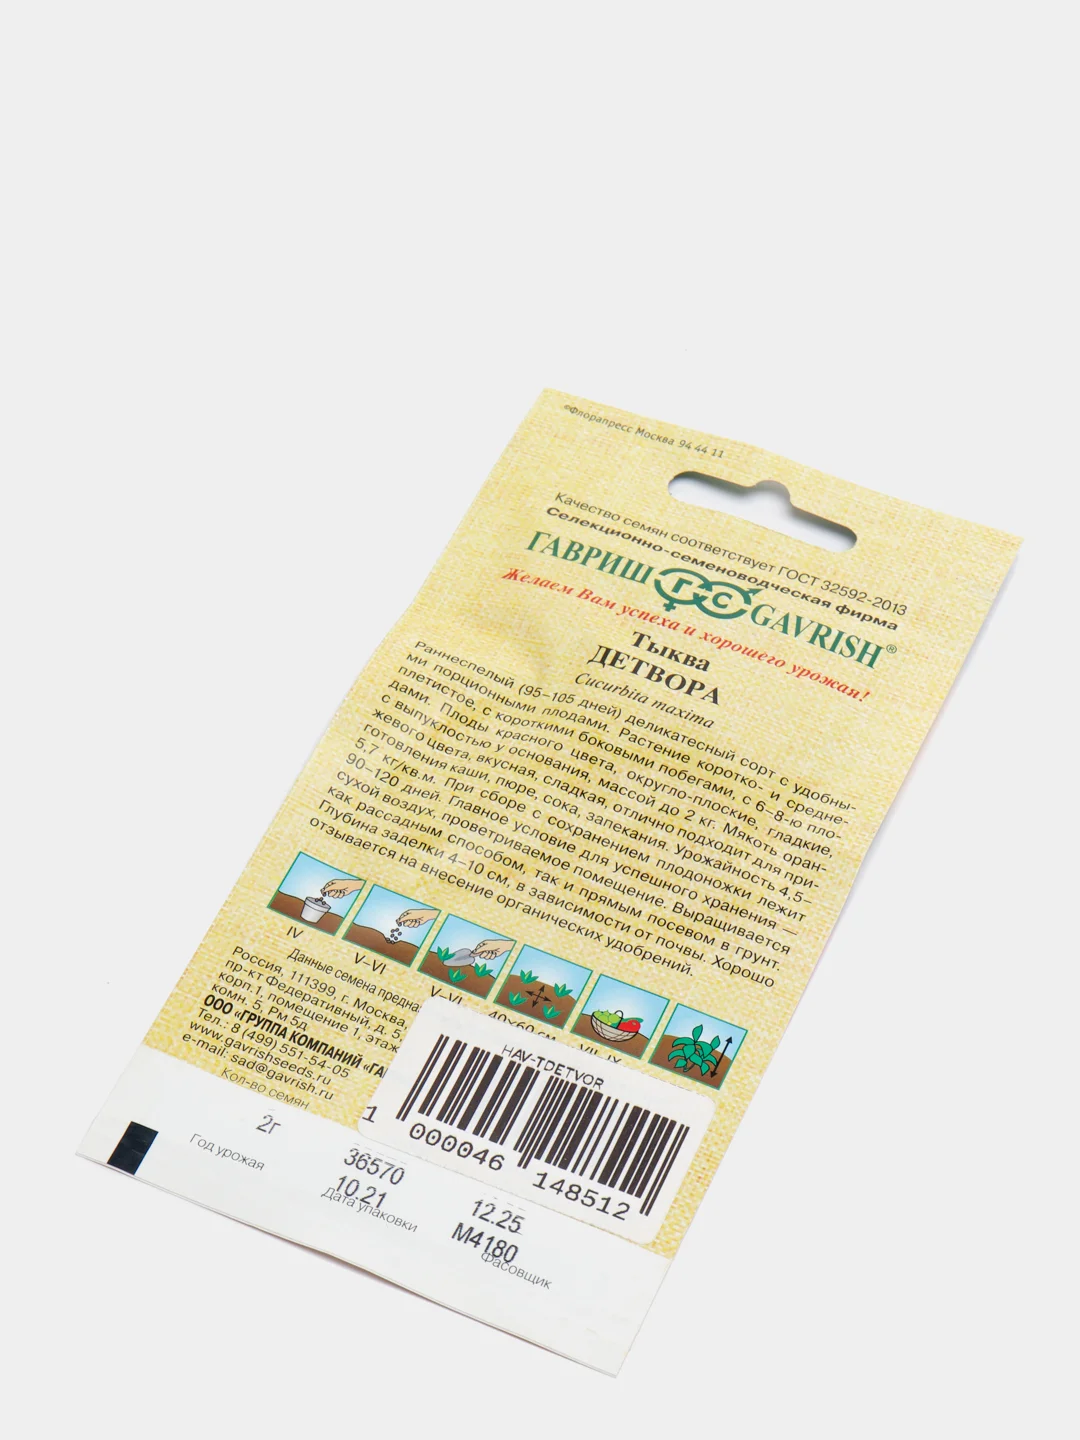 ©Флорапресс Москва 94 44 11
Качество семян соответствует ГОСТ 32592-2013
Селекционно-семеноводческая фирма
ГАВРИШ ГС GAVRISH®
Желаем Вам успеха и хорошего урожая!
Тыква
ДЕТВОРА
Cucurbita maxima
Раннеспелый (95–105 дней) деликатесный сорт с удобны-
ми порционными плодами. Растение коротко- и средне-
плетистое, с короткими боковыми побегами, с 6–8-ю пло-
дами. Плоды красного цвета, округло-плоские, гладкие,
с выпуклостью у основания, массой до 2 кг. Мякоть оран-
жевого цвета, вкусная, сладкая, отлично подходит для при-
готовления каши, пюре, сока, запекания. Урожайность 4,5–
5,7 кг/кв.м. При сборе с сохранением плодоножки лежит
90–120 дней. Главное условие для успешного хранения —
сухой воздух, проветриваемое помещение. Выращивается
как рассадным способом, так и прямым посевом в грунт.
Глубина заделки 4–10 см, в зависимости от почвы. Хорошо
отзывается на внесение органических удобрений.
IV
V–VI
V–VI
40×60 см
VII–IX
Данные семена предназ
Россия, 111399, г. Москва,
пр-кт Федеративный, д. 5,
корп.1, помещение 1, этаж
комн. 5, Рм.5д
ООО «ГРУППА КОМПАНИЙ «ГА
Тел.: 8 (499) 551-54-05
www.gavrishseeds.ru
e-mail: sad@gavrish.ru
HAV-TDETVOR
1 000046 148512
Кол-во семян
2г
Год урожая
36570
10.21
Дата упаковки
12.25
М4180
Фасовщик